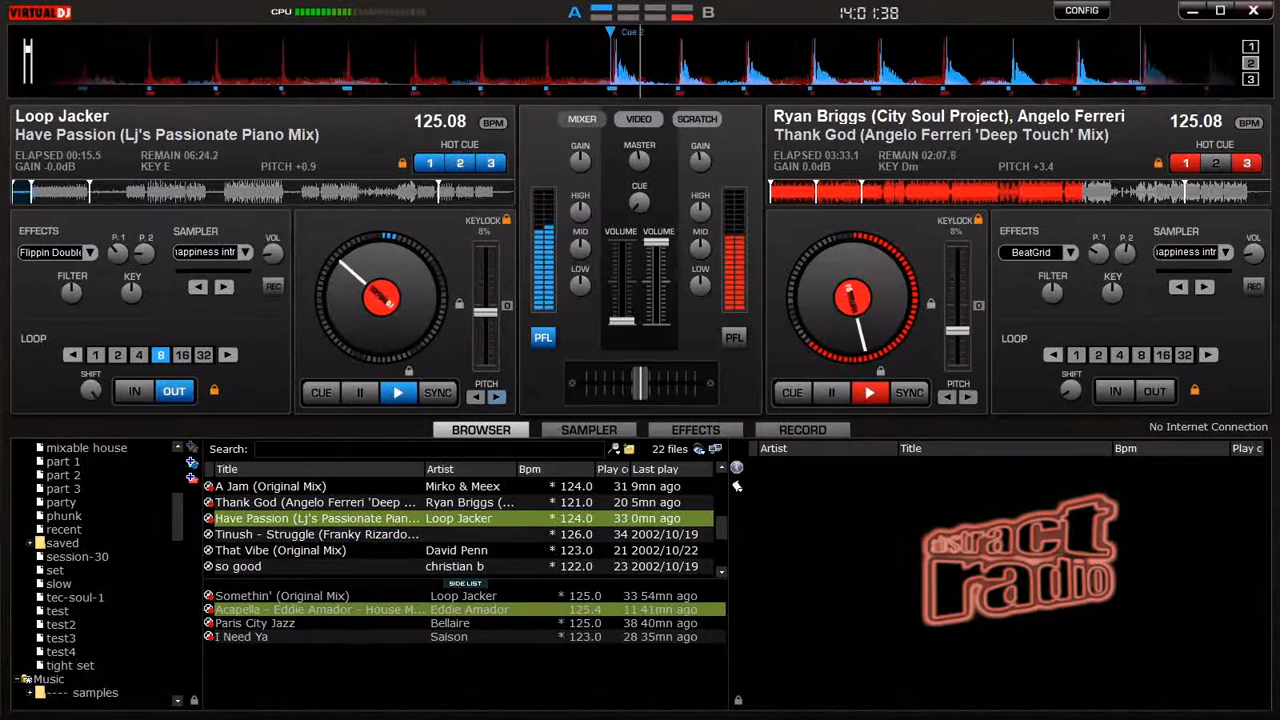 VIRTUAL DJ
CPU
A
B
14:01:38
CONFIG
Cue 2
1
2
3
Loop Jacker
Have Passion (Lj's Passionate Piano Mix)
125.08 BPM
ELAPSED 00:15.5 REMAIN 06:24.2
GAIN -0.0dB KEY E PITCH +0.9
HOT CUE
1 2 3
MIXER VIDEO SCRATCH
GAIN MASTER GAIN
HIGH CUE HIGH
MID VOLUME VOLUME MID
LOW LOW
PFL PFL
Ryan Briggs (City Soul Project), Angelo Ferreri
Thank God (Angelo Ferreri 'Deep Touch' Mix)
125.08 BPM
ELAPSED 03:33.1 REMAIN 02:07.6
GAIN 0.0dB KEY Dm PITCH +3.4
HOT CUE
1 2 3
EFFECTS P. 1 P. 2 SAMPLER VOL
Flippin Double appiness intr
FILTER KEY REC
LOOP
1 2 4 8 16 32
SHIFT
IN OUT
KEYLOCK
8%
CUE SYNC
PITCH
KEYLOCK
8%
CUE SYNC
PITCH
EFFECTS P.1 P2 SAMPLER VOL
BeatGrid appiness intr
FILTER KEY REC
LOOP
1 2 4 8 16 32
SHIFT
IN OUT
BROWSER SAMPLER EFFECTS RECORD
No Internet Connection
mixable house
part 1
part 2
part 3
party
phunk
recent
saved
session-30
set
slow
tec-soul-1
test
test2
test3
test4
tight set
Music
---- samples
Search: 22 files
Title Artist Bpm Play c Last play
A Jam (Original Mix) Mirko & Meex * 124.0 31 9mn ago
Thank God (Angelo Ferreri 'Deep ... Ryan Briggs (... * 121.0 20 5mn ago
Have Passion (Lj's Passionate Pian... Loop Jacker * 124.0 33 0mn ago
Tinush - Struggle (Franky Rizardo... * 126.0 34 2002/10/19
That Vibe (Original Mix) David Penn * 123.0 21 2002/10/22
so good christian b * 122.0 23 2002/10/19
SIDE LIST
Somethin' (Original Mix) Loop Jacker * 125.0 33 54mn ago
Acapella - Eddie Amador - House M... Eddie Amador 125.4 11 41mn ago
Paris City Jazz Bellaire * 125.0 38 40mn ago
I Need Ya Saison * 123.0 28 35mn ago
Artist Title Bpm Play c
abstract
radio